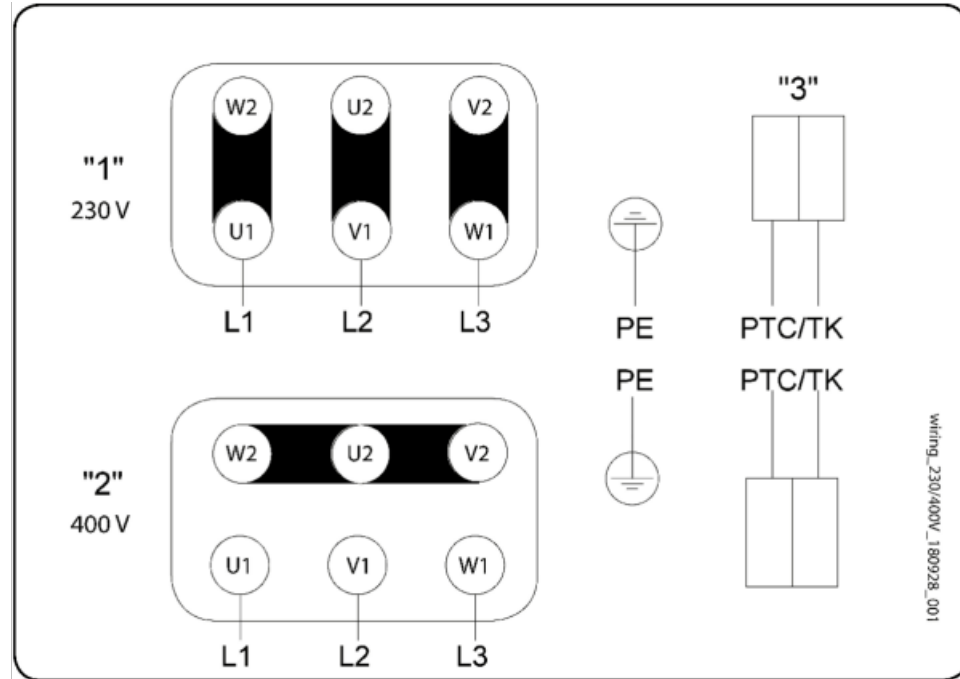 "1"
230 V
W2 U2 V2
U1 V1 W1
L1 L2 L3
"2"
400 V
W2 U2 V2
U1 V1 W1
L1 L2 L3
PE
PE
"3"
PTC/TK
PTC/TK
wiring_230/400V_180928_001